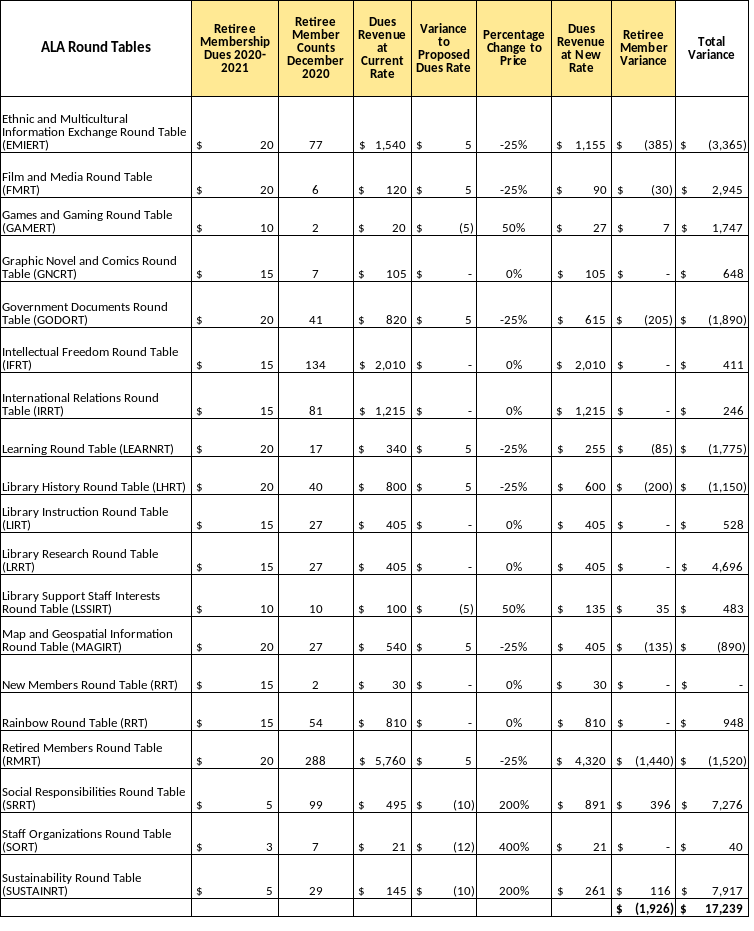 ALA Round Tables | Retiree Membership Dues 2020-2021 | Retiree Member Counts December 2020 | Dues Revenue at Current Rate | Variance to Proposed Dues Rate | Percentage Change to Price | Dues Revenue at New Rate | Retiree Member Variance | Total Variance
Ethnic and Multicultural
Information Exchange Round Table
(EMIERT) $ 20 77 $ 1,540 $ 5 -25% $ 1,155 $ (385) $ (3,365)
Film and Media Round Table
(FMRT) $ 20 6 $ 120 $ 5 -25% $ 90 $ (30) $ 2,945
Games and Gaming Round Table
(GAMERT) $ 10 2 $ 20 $ (5) 50% $ 27 $ 7 $ 1,747
Graphic Novel and Comics Round
Table (GNCRT) $ 15 7 $ 105 $ - 0% $ 105 $ - $ 648
Government Documents Round
Table (GODORT) $ 20 41 $ 820 $ 5 -25% $ 615 $ (205) $ (1,890)
Intellectual Freedom Round Table
(IFRT) $ 15 134 $ 2,010 $ - 0% $ 2,010 $ - $ 411
International Relations Round
Table (IRRT) $ 15 81 $ 1,215 $ - 0% $ 1,215 $ - $ 246
Learning Round Table (LEARNRT) $ 20 17 $ 340 $ 5 -25% $ 255 $ (85) $ (1,775)
Library History Round Table (LHRT) $ 20 40 $ 800 $ 5 -25% $ 600 $ (200) $ (1,150)
Library Instruction Round Table
(LIRT) $ 15 27 $ 405 $ - 0% $ 405 $ - $ 528
Library Research Round Table
(LRRT) $ 15 27 $ 405 $ - 0% $ 405 $ - $ 4,696
Library Support Staff Interests
Round Table (LSSIRT) $ 10 10 $ 100 $ (5) 50% $ 135 $ 35 $ 483
Map and Geospatial Information
Round Table (MAGIRT) $ 20 27 $ 540 $ 5 -25% $ 405 $ (135) $ (890)
New Members Round Table (RRT) $ 15 2 $ 30 $ - 0% $ 30 $ - $ -
Rainbow Round Table (RRT) $ 15 54 $ 810 $ - 0% $ 810 $ - $ 948
Retired Members Round Table
(RMRT) $ 20 288 $ 5,760 $ 5 -25% $ 4,320 $ (1,440) $ (1,520)
Social Responsibilities Round Table
(SRRT) $ 5 99 $ 495 $ (10) 200% $ 891 $ 396 $ 7,276
Staff Organizations Round Table
(SORT) $ 3 7 $ 21 $ (12) 400% $ 21 $ - $ 40
Sustainability Round Table
(SUSTAINRT) $ 5 29 $ 145 $ (10) 200% $ 261 $ 116 $ 7,917
$ (1,926) $ 17,239